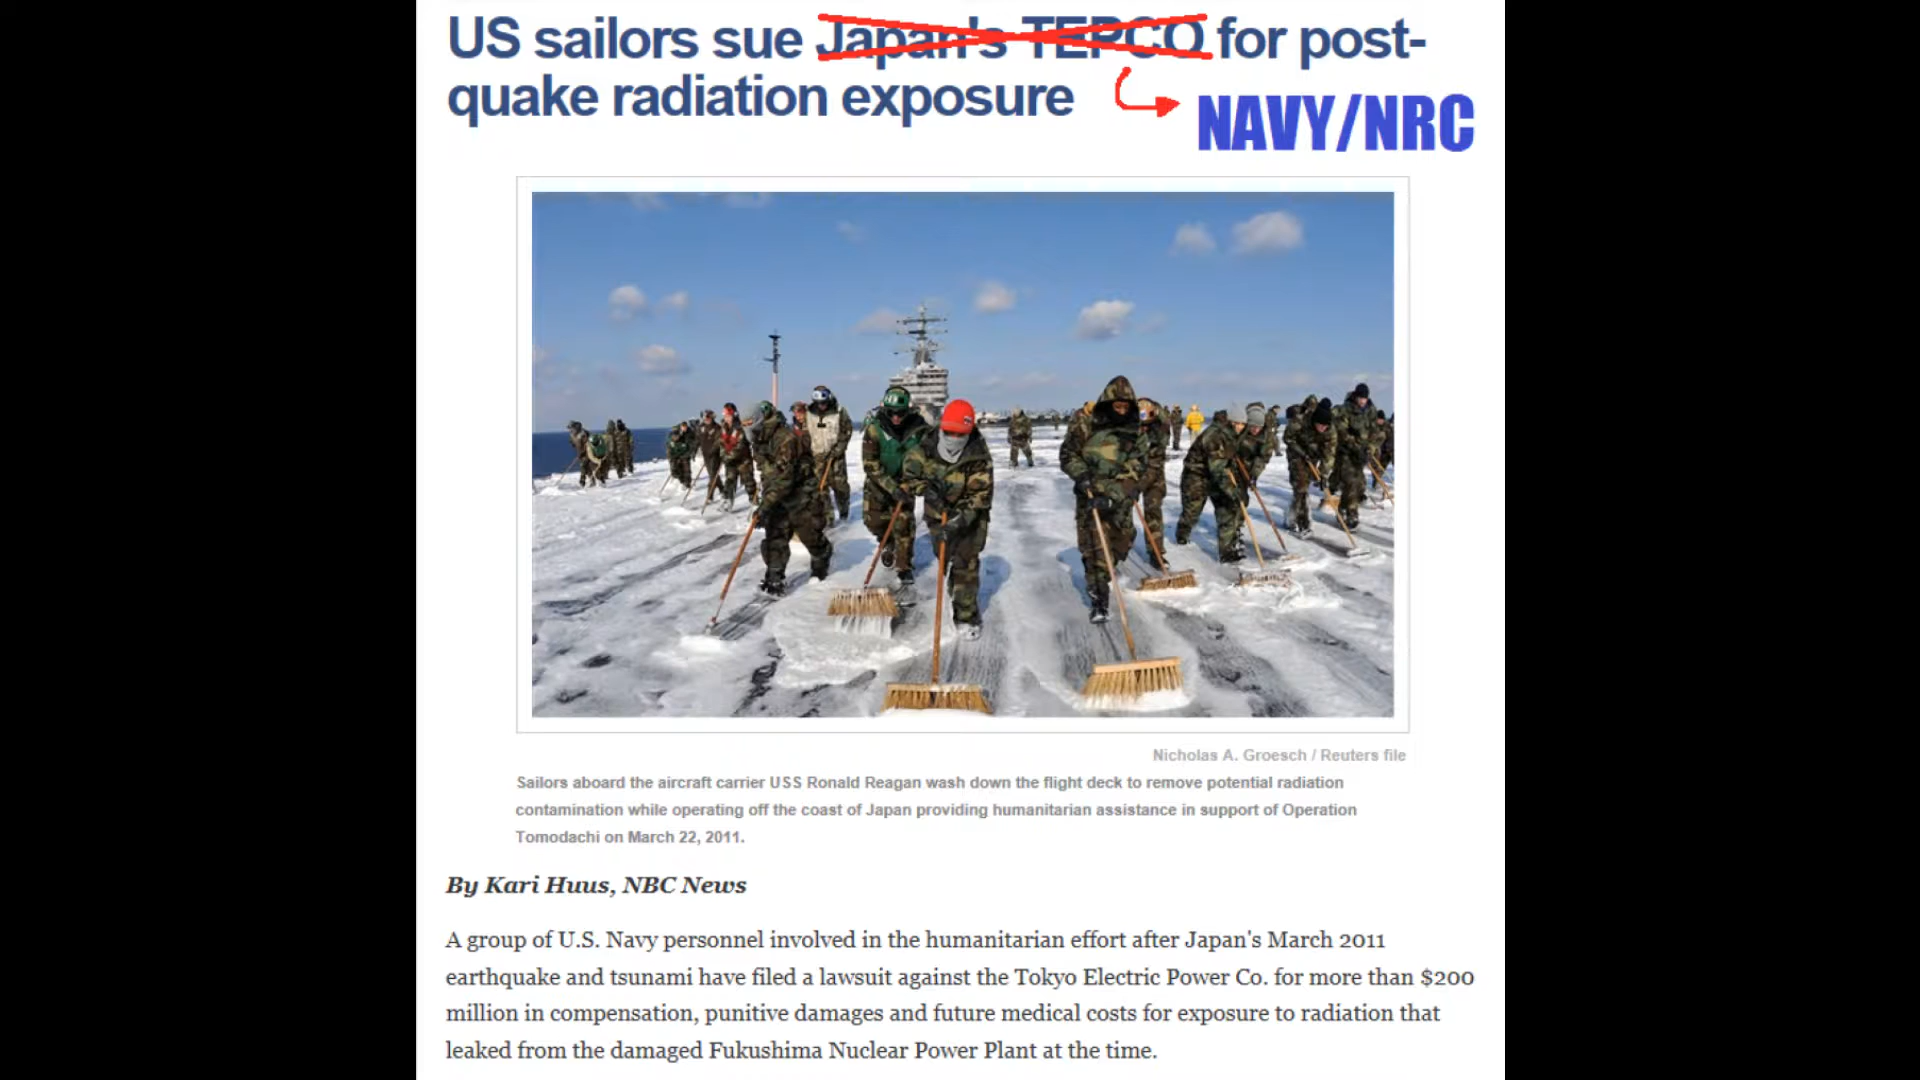 US sailors sue Japan's TEPCO for post-
quake radiation exposure
NAVY/NRC
Nicholas A. Groesch / Reuters file
Sailors aboard the aircraft carrier USS Ronald Reagan wash down the flight deck to remove potential radiation
contamination while operating off the coast of Japan providing humanitarian assistance in support of Operation
Tomodachi on March 22, 2011.
By Kari Huus, NBC News
A group of U.S. Navy personnel involved in the humanitarian effort after Japan's March 2011
earthquake and tsunami have filed a lawsuit against the Tokyo Electric Power Co. for more than $200
million in compensation, punitive damages and future medical costs for exposure to radiation that
leaked from the damaged Fukushima Nuclear Power Plant at the time.